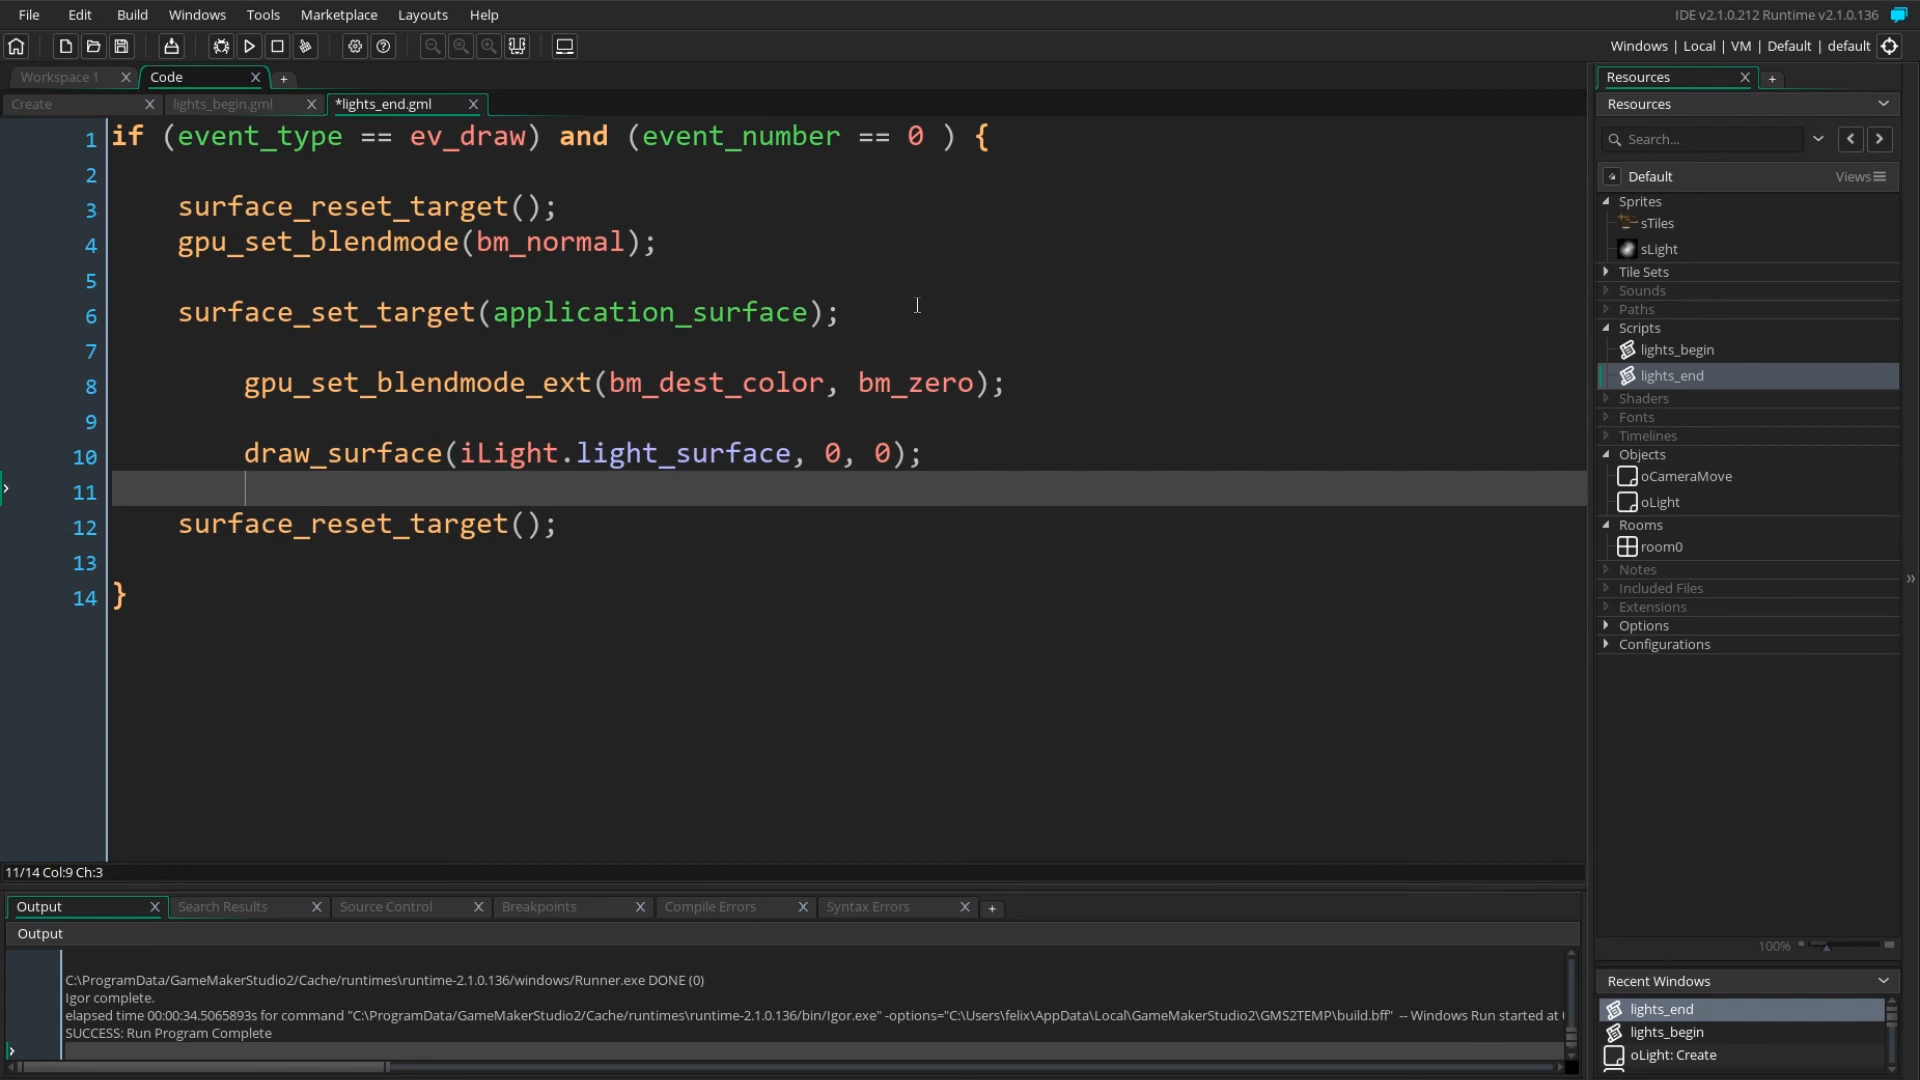 File Edit Build Windows Tools Marketplace Layouts Help IDE v2.1.0.212 Runtime v2.1.0.136
Windows | Local | VM | Default | default
Workspace 1 Code Resources
Create lights_begin.gml *lights_end.gml Resources
1 if (event_type == ev_draw) and (event_number == 0 ) {
2
3 surface_reset_target();
4 gpu_set_blendmode(bm_normal);
5
6 surface_set_target(application_surface);
7
8 gpu_set_blendmode_ext(bm_dest_color, bm_zero);
9
10 draw_surface(iLight.light_surface, 0, 0);
11
12 surface_reset_target();
13
14 }
11/14 Col:9 Ch:3
Search...
Default Views
Sprites
sTiles
sLight
Tile Sets
Sounds
Paths
Scripts
lights_begin
lights_end
Shaders
Fonts
Timelines
Objects
oCameraMove
oLight
Rooms
room0
Notes
Included Files
Extensions
Options
Configurations
100%
Output Search Results Source Control Breakpoints Compile Errors Syntax Errors
Output
C:\ProgramData/GameMakerStudio2/Cache/runtimes\runtime-2.1.0.136/windows/Runner.exe DONE (0)
Igor complete.
elapsed time 00:00:34.5065893s for command "C:\ProgramData/GameMakerStudio2/Cache/runtimes\runtime-2.1.0.136/bin/Igor.exe" -options="C:\Users\felix\AppData\Local\GameMakerStudio2\GMS2TEMP\build.bff" -- Windows Run started at
SUCCESS: Run Program Complete
Recent Windows
lights_end
lights_begin
oLight: Create